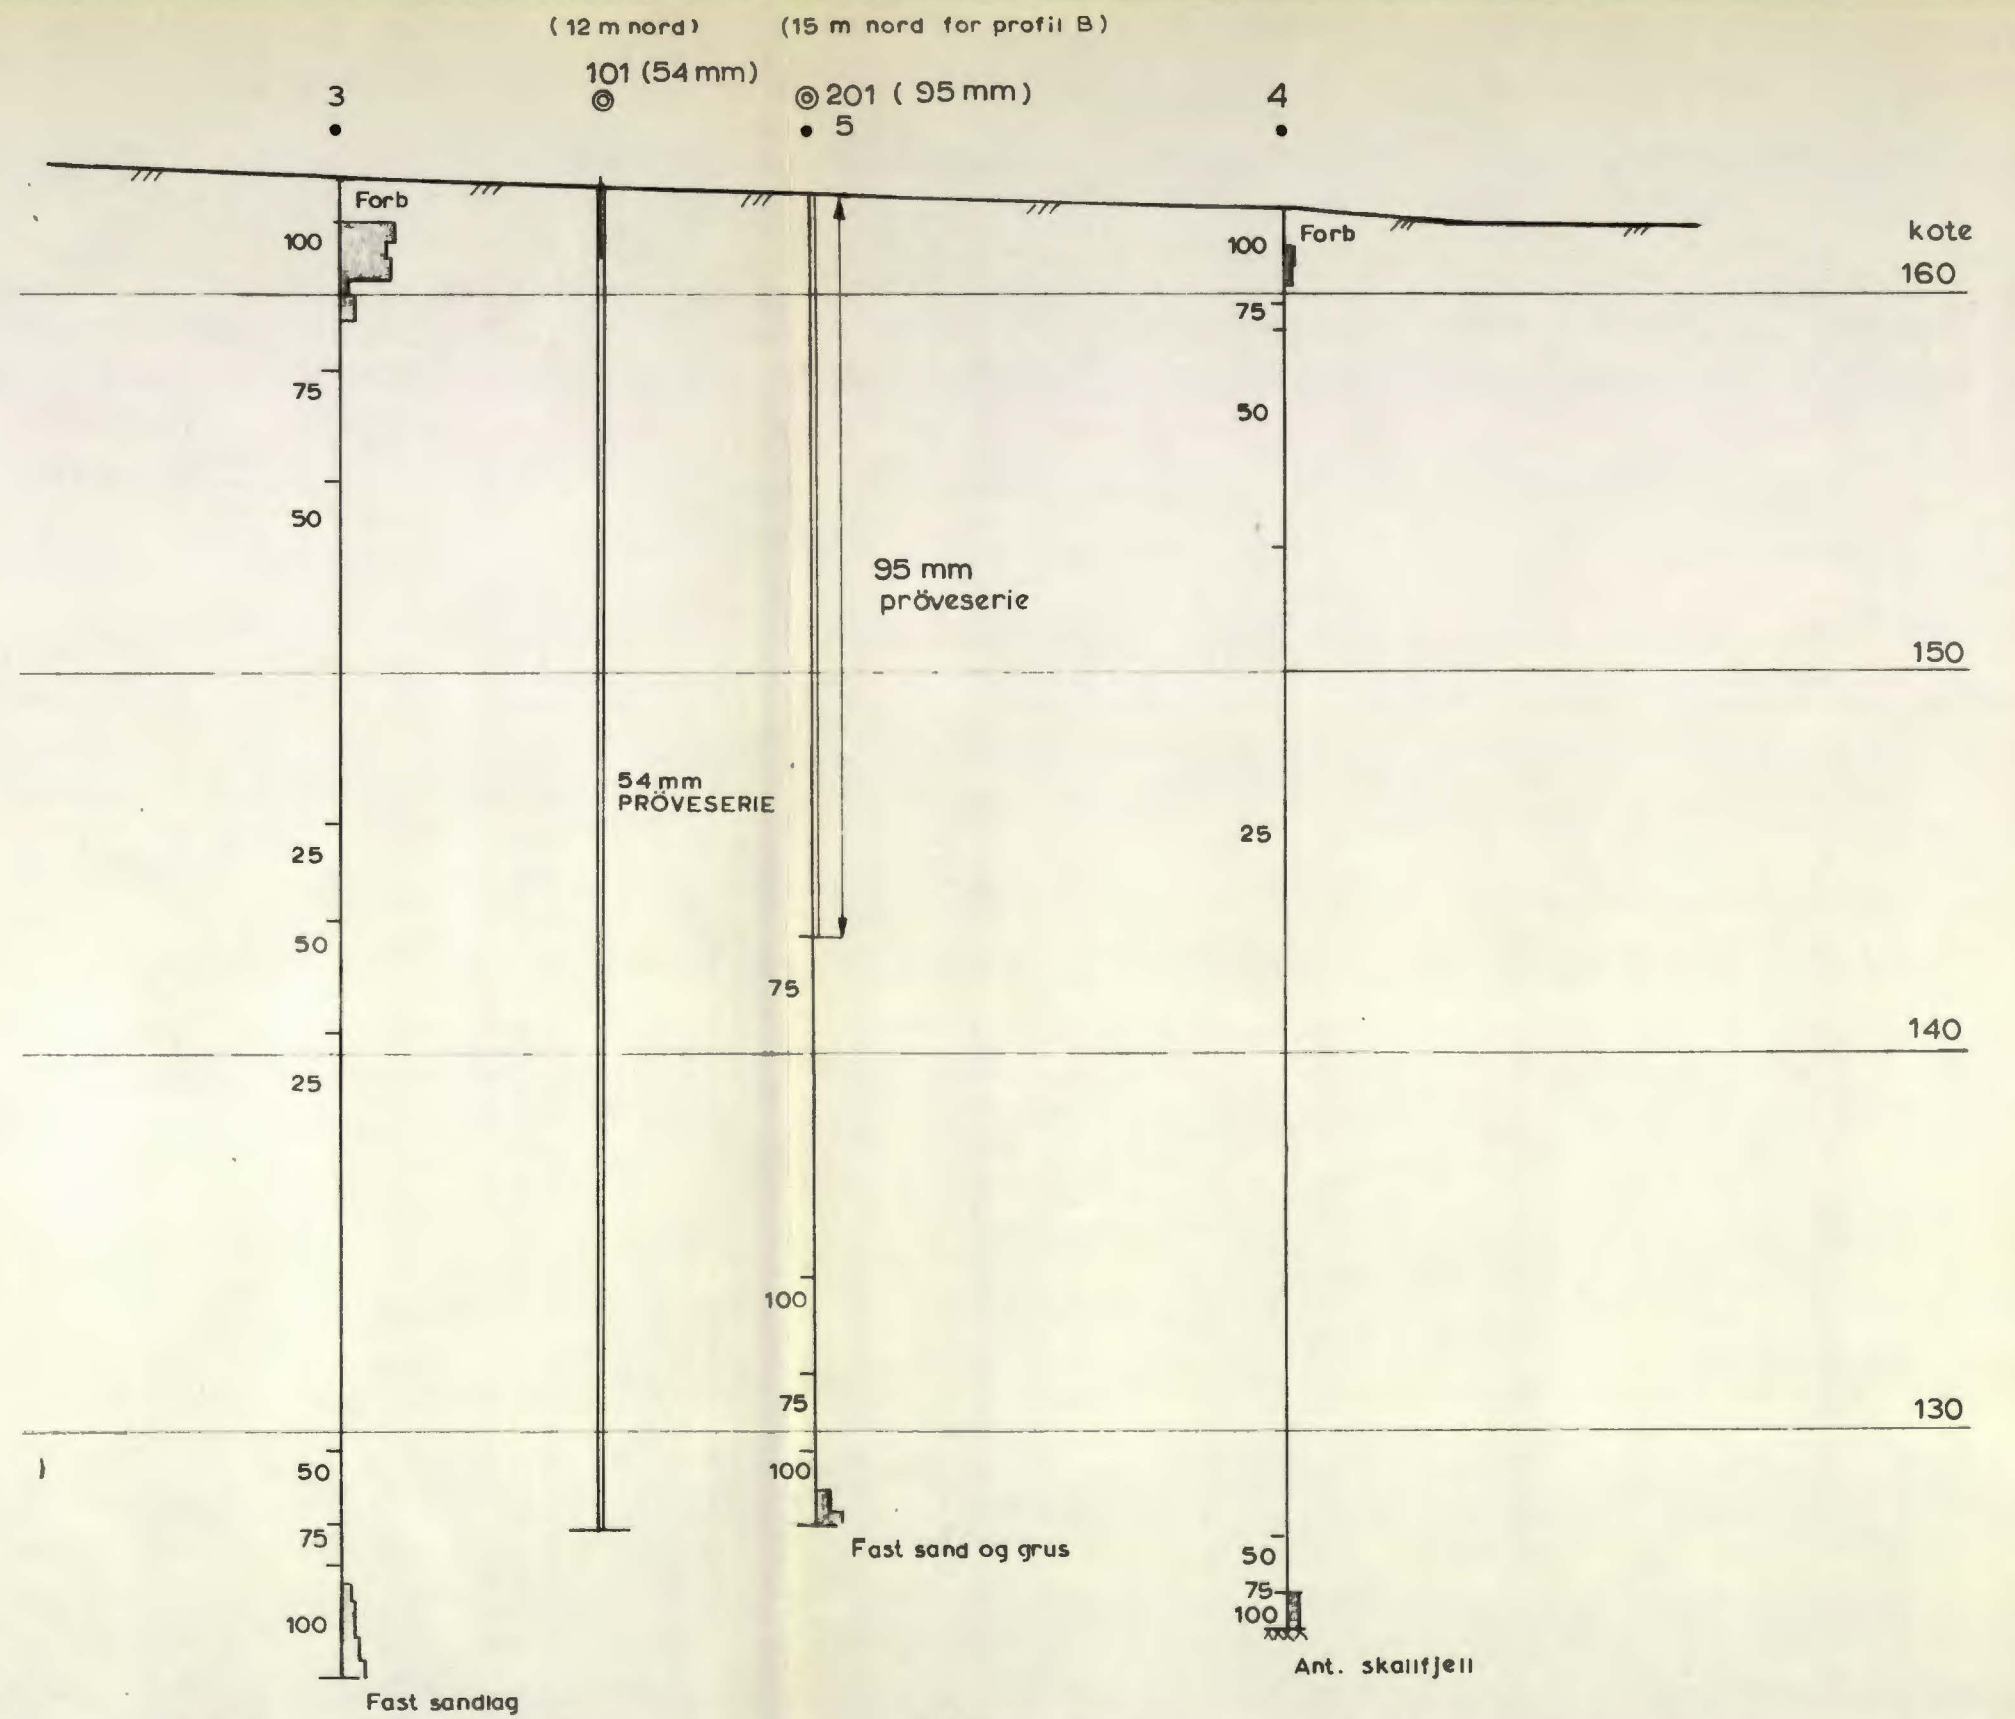 ( 12 m nord)
(15 m nord for profil B)
101 (54 mm)
3
201 ( 95 mm)
4
5
Forb
100
100
Forb
kote
160
75
75
50
50
95 mm
pröveserie
150
54 mm
PRÖVESERIE
25
25
50
75
140
25
100
75
130
50
100
75
Fast sand og grus
50
75
100
100
Ant. skallfjell
Fast sandlag